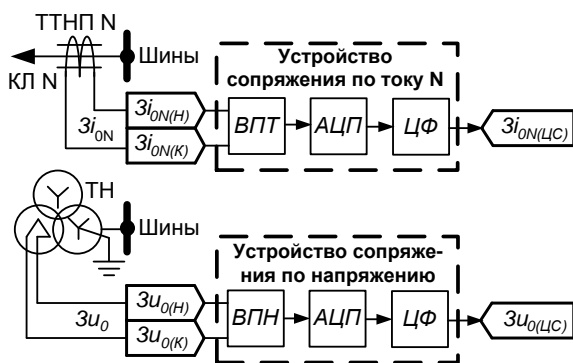 ТТНП N
Шины
КЛ N
3i0N
3i0N(Н)
3i0N(К)
Устройство
сопряжения по току N
ВПТ
АЦП
ЦФ
3i0N(ЦС)
ТН
Шины
3u0
3u0(Н)
3u0(К)
Устройство сопряже-
ния по напряжению
ВПН
АЦП
ЦФ
3u0(ЦС)